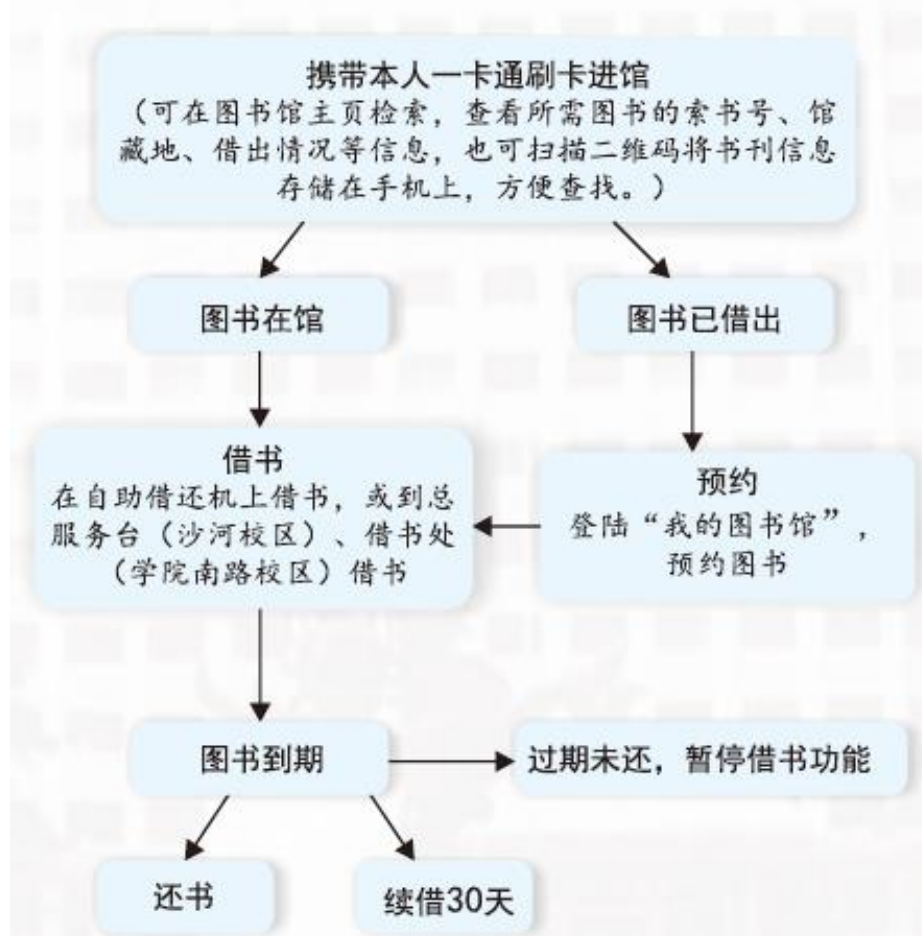 携带本人一卡通刷卡进馆
（可在图书馆主页检索，查看所需图书的索书号、馆
藏地、借出情况等信息，也可扫描二维码将书刊信息
存储在手机上，方便查找。）
图书在馆
图书已借出
借书
在自助借还机上借书，或到总
服务台（沙河校区）、借书处
（学院南路校区）借书
预约
登陆“我的图书馆”，
预约图书
图书到期
过期未还，暂停借书功能
还书
续借30天